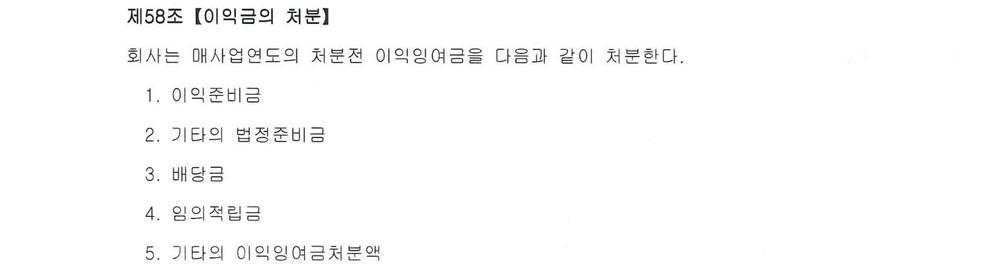 제58조【이익금의 처분】
회사는 매사업연도의 처분전 이익잉여금을 다음과 같이 처분한다.
1. 이익준비금
2. 기타의 법정준비금
3. 배당금
4. 임의적립금
5. 기타의 이익잉여금처분액